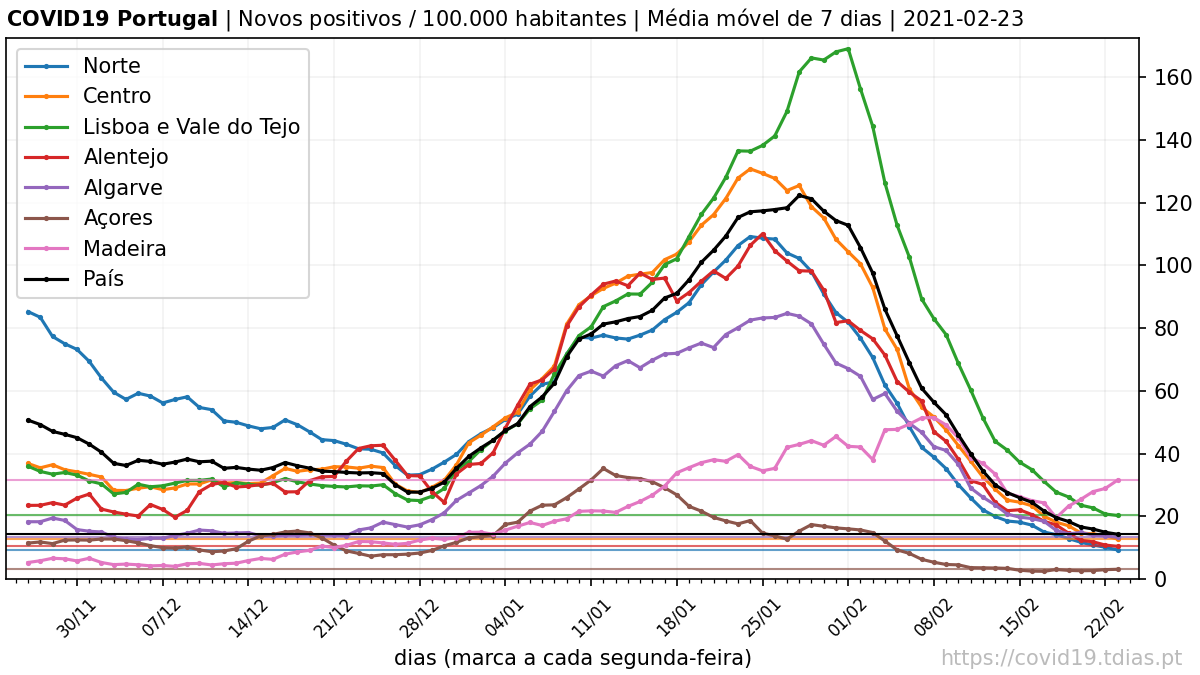 COVID19 Portugal | Novos positivos / 100.000 habitantes | Média móvel de 7 dias | 2021-02-23
Norte
Centro
Lisboa e Vale do Tejo
Alentejo
Algarve
Açores
Madeira
País
160
140
120
100
80
60
40
20
0
30/11 07/12 14/12 21/12 28/12 04/01 11/01 18/01 25/01 01/02 08/02 15/02 22/02
dias (marca a cada segunda-feira)
https://covid19.tdias.pt